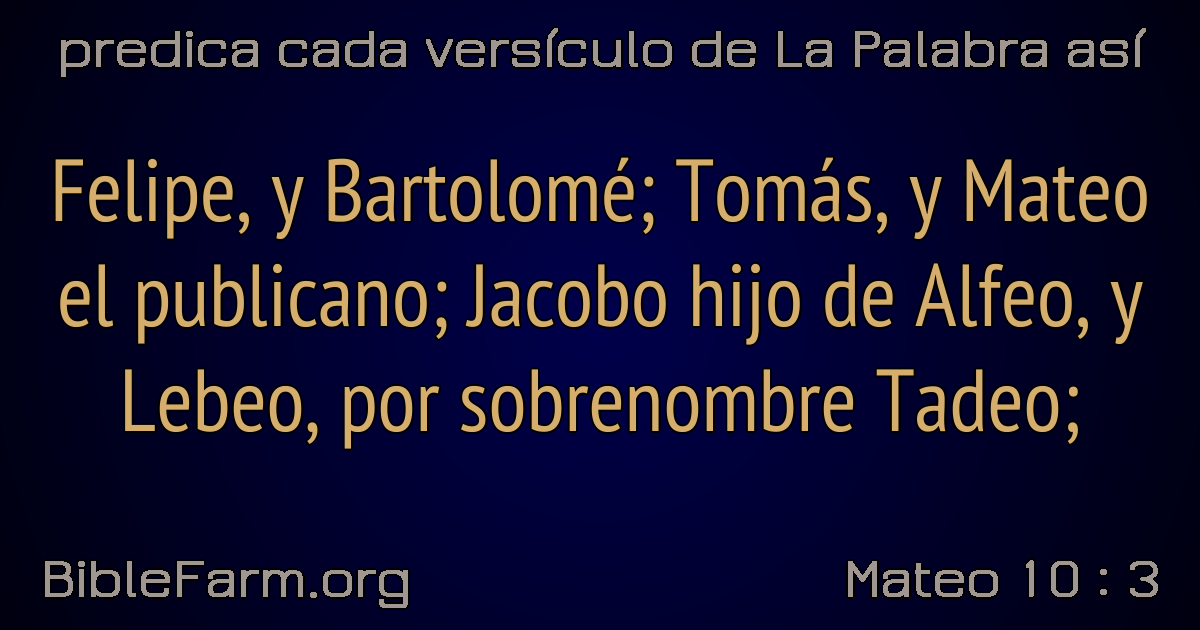 predica cada versículo de La Palabra así
Felipe, y Bartolomé; Tomás, y Mateo
el publicano; Jacobo hijo de Alfeo, y
Lebeo, por sobrenombre Tadeo;
BibleFarm.org
Mateo 10 : 3